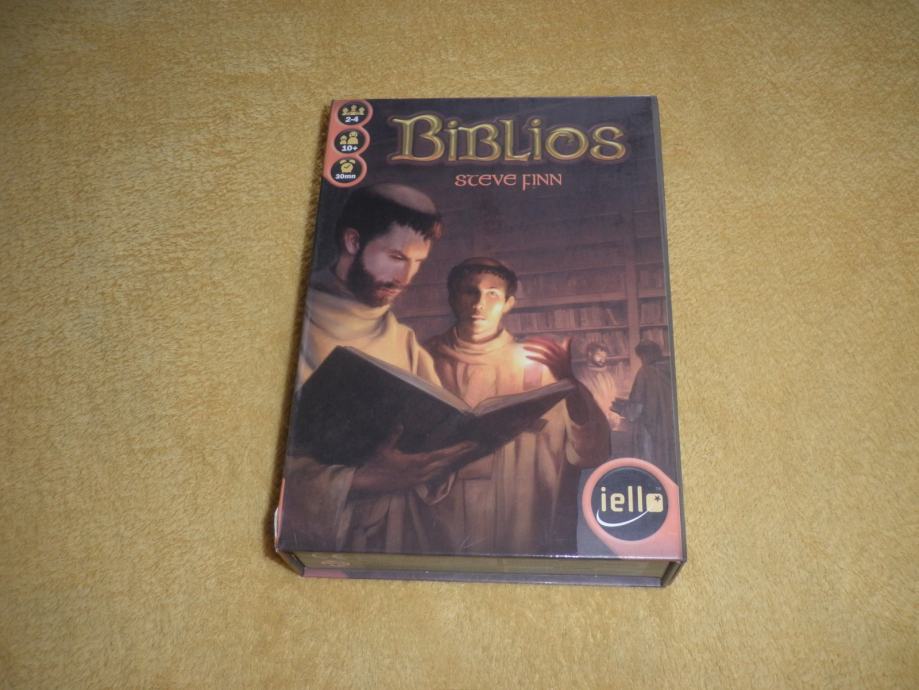 2-4
10+
30mn
BIBLIOS
STEVE FINN
iello